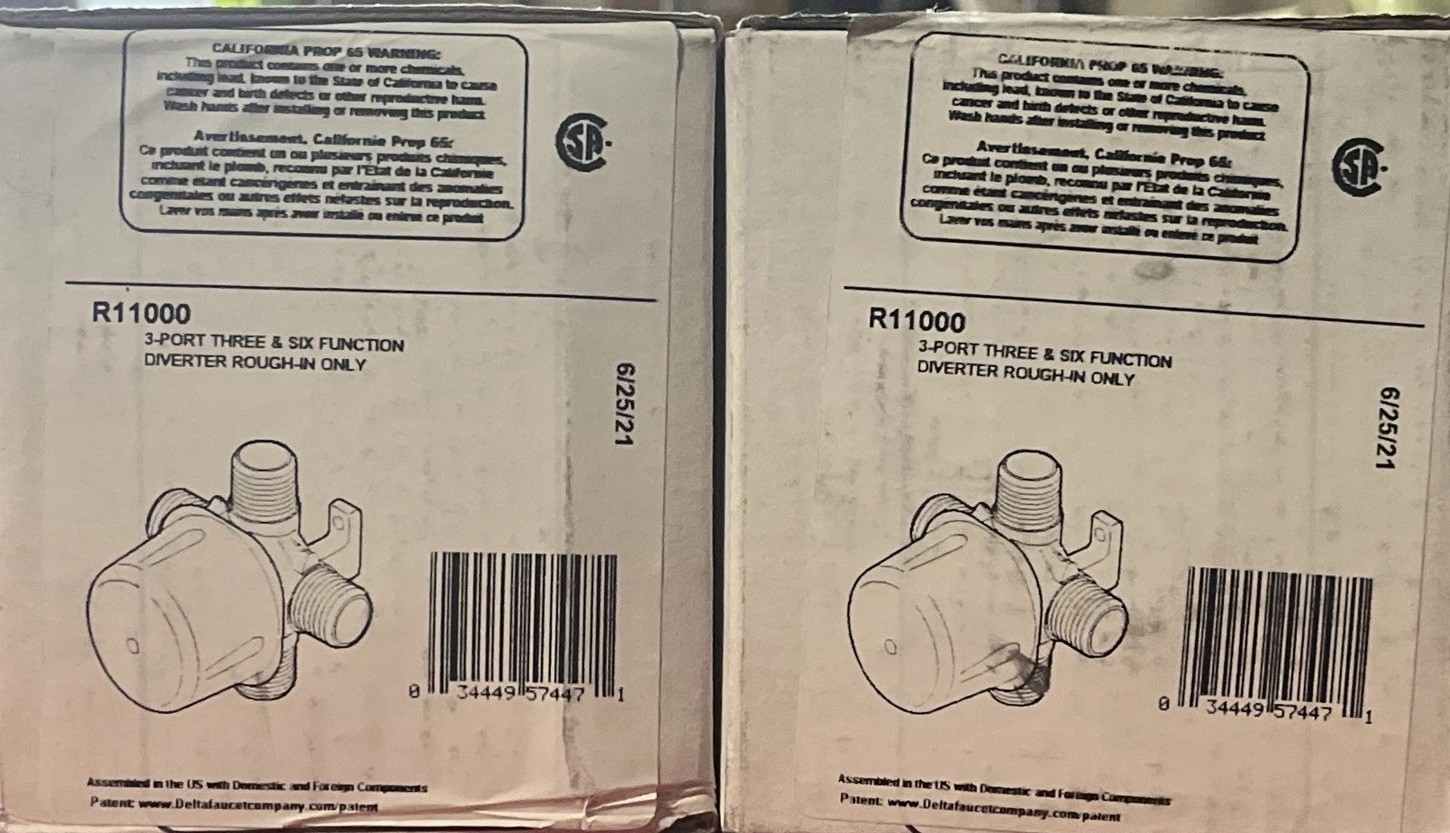 CALIFORNIA PROP 65 WARNING:
This product contains one or more chemicals,
including lead, known to the State of California to cause
cancer and birth defects or other reproductive harm.
Wash hands after installing or removing this product
Avertissement, Californie Prop 65:
Ce produit contient un ou plusieurs produits chimiques,
incluant le plomb, reconnu par l'Etat de la Californie
comme étant cancérigenes et entrainant des anomalies
congenitales ou autres effets néfastes sur la reproduction.
Laver vos mains après avoir installé ou enlevé ce produit
CSA
R11000
3-PORT THREE & SIX FUNCTION
DIVERTER ROUGH-IN ONLY
6/25/21
0 34449 57447 1
Assembled in the US with Domestic and Foreign Components
Patent: www.Deltafaucetcompany.com/patent
CALIFORNIA PROP 65 WARNING:
This product contains one or more chemicals,
including lead, known to the State of California to cause
cancer and birth defects or other reproductive harm.
Wash hands after installing or removing this product
Avertissement, Californie Prop 65:
Ce produit contient un ou plusieurs produits chimiques,
incluant le plomb, reconnu par l'Etat de la Californie
comme étant cancérigenes et entrainant des anomalies
congenitales ou autres effets néfastes sur la reproduction.
Laver vos mains après avoir installé ou enlevé ce produit
CSA
R11000
3-PORT THREE & SIX FUNCTION
DIVERTER ROUGH-IN ONLY
6/25/21
0 34449 57447 1
Assembled in the US with Domestic and Foreign Components
Patent: www.Deltafaucetcompany.com/patent